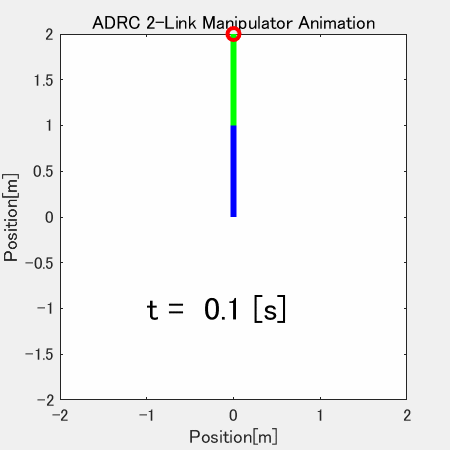 ADRC 2-Link Manipulator Animation
2
1.5
1
0.5
0
-0.5
-1
-1.5
-2
Position[m]
t = 0.1 [s]
-2 -1 0 1 2
Position[m]